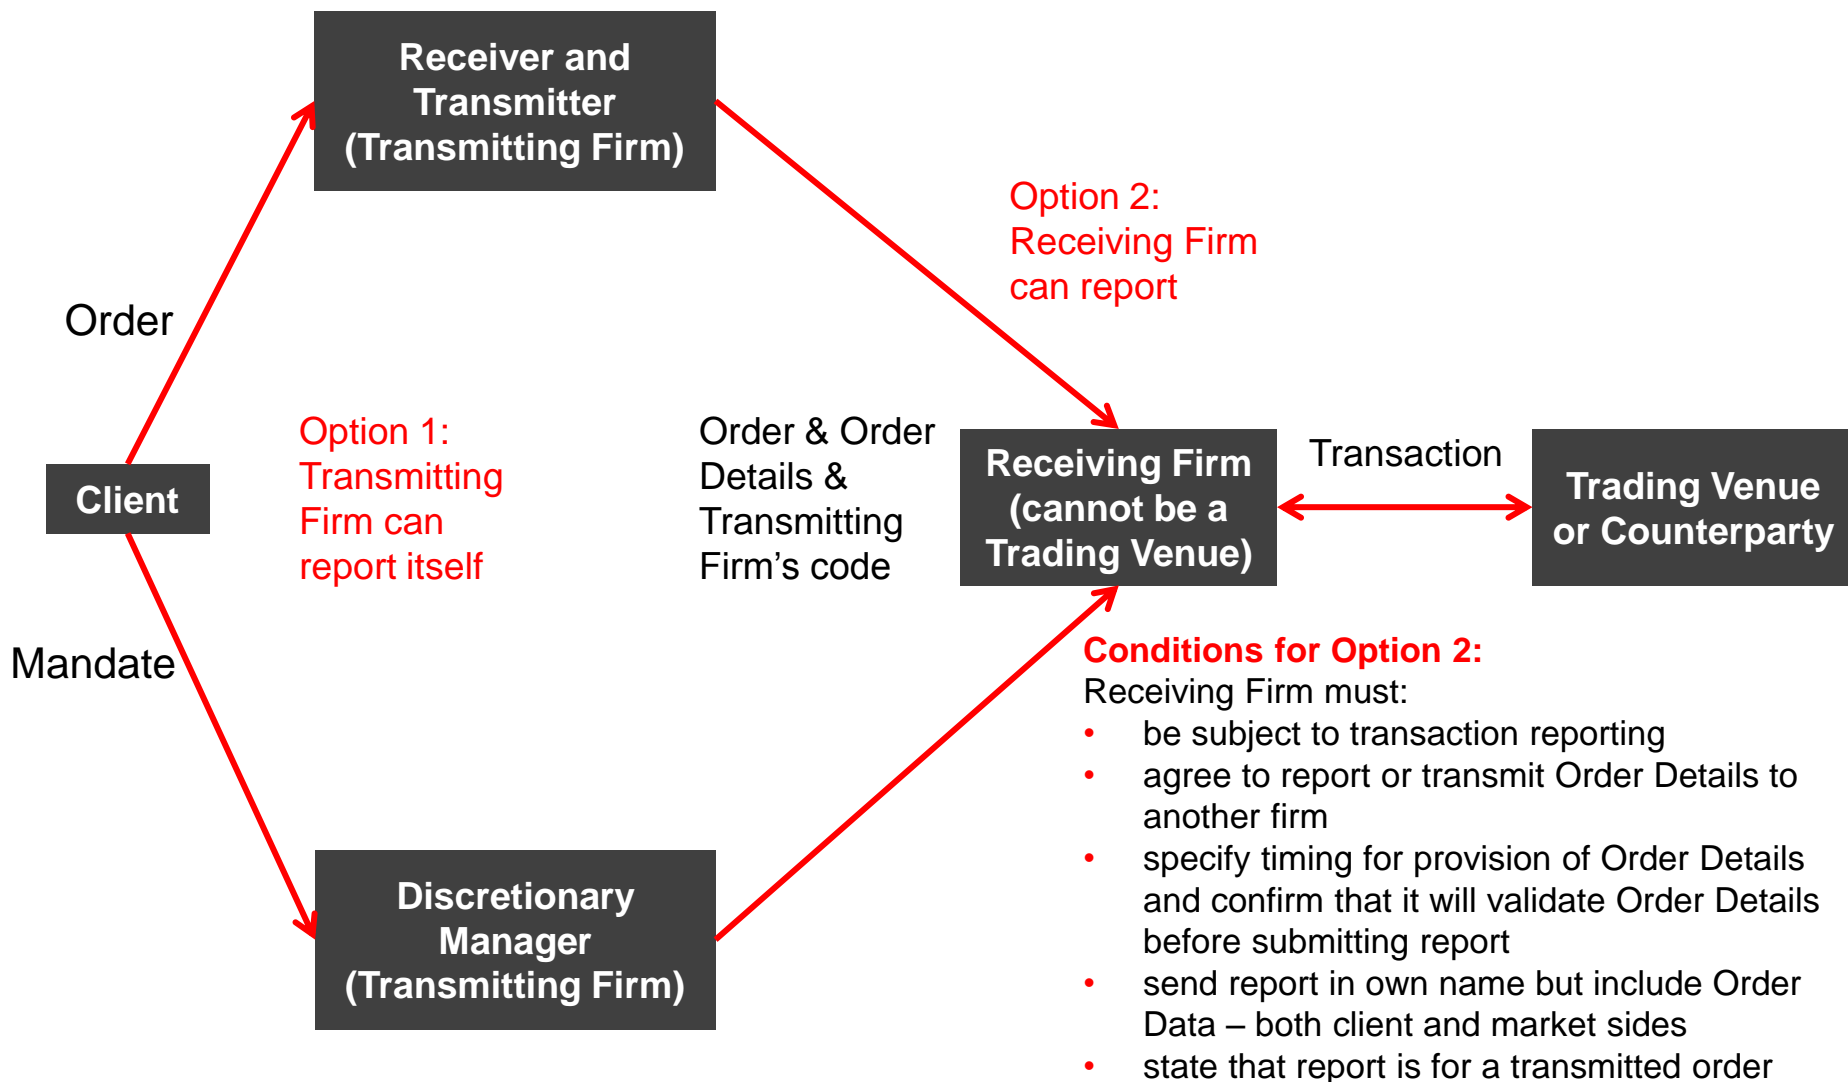 Receiver and
Transmitter
(Transmitting Firm)
Option 2:
Receiving Firm
can report
Order
Option 1:
Transmitting
Firm can
report itself
Order & Order
Details &
Transmitting
Firm's code
Client
Receiving Firm
(cannot be a
Trading Venue)
Transaction
Trading Venue
or Counterparty
Mandate
Conditions for Option 2:
Receiving Firm must:
• be subject to transaction reporting
• agree to report or transmit Order Details to
another firm
• specify timing for provision of Order Details
and confirm that it will validate Order Details
before submitting report
• send report in own name but include Order
Data – both client and market sides
• state that report is for a transmitted order
Discretionary
Manager
(Transmitting Firm)